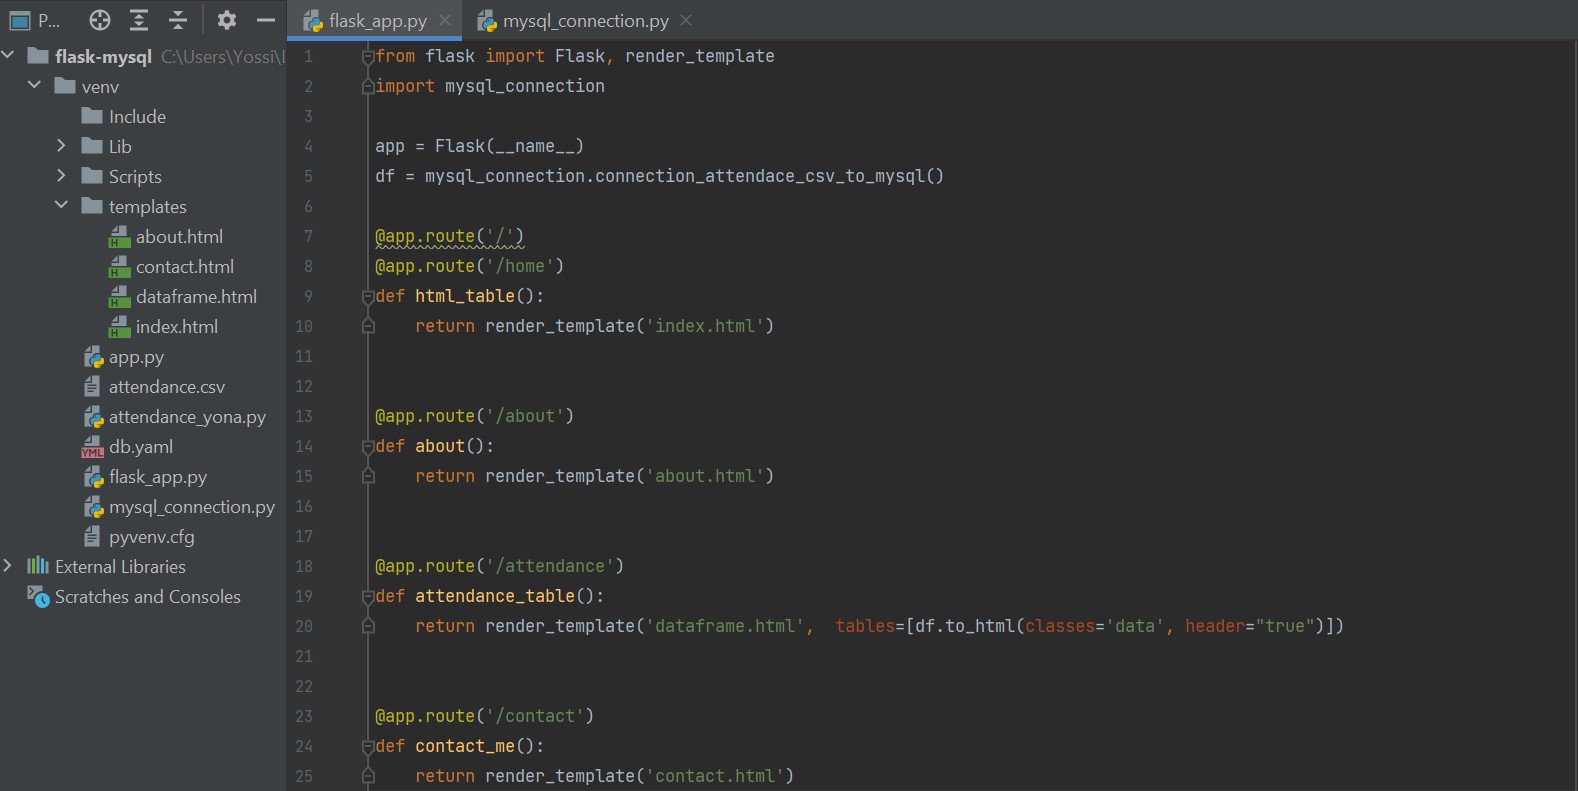 P...
flask-mysql C:\Users\Yossi\
venv
Include
Lib
Scripts
templates
about.html
contact.html
dataframe.html
index.html
app.py
attendance.csv
attendance_yona.py
db.yaml
flask_app.py
mysql_connection.py
pyvenv.cfg
External Libraries
Scratches and Consoles
flask_app.py mysql_connection.py
1 from flask import Flask, render_template
2 import mysql_connection
3
4 app = Flask(__name__)
5 df = mysql_connection.connection_attendace_csv_to_mysql()
6
7 @app.route('/')
8 @app.route('/home')
9 def html_table():
10     return render_template('index.html')
11
12
13 @app.route('/about')
14 def about():
15     return render_template('about.html')
16
17
18 @app.route('/attendance')
19 def attendance_table():
20     return render_template('dataframe.html',  tables=[df.to_html(classes='data', header="true")])
21
22
23 @app.route('/contact')
24 def contact_me():
25     return render_template('contact.html')